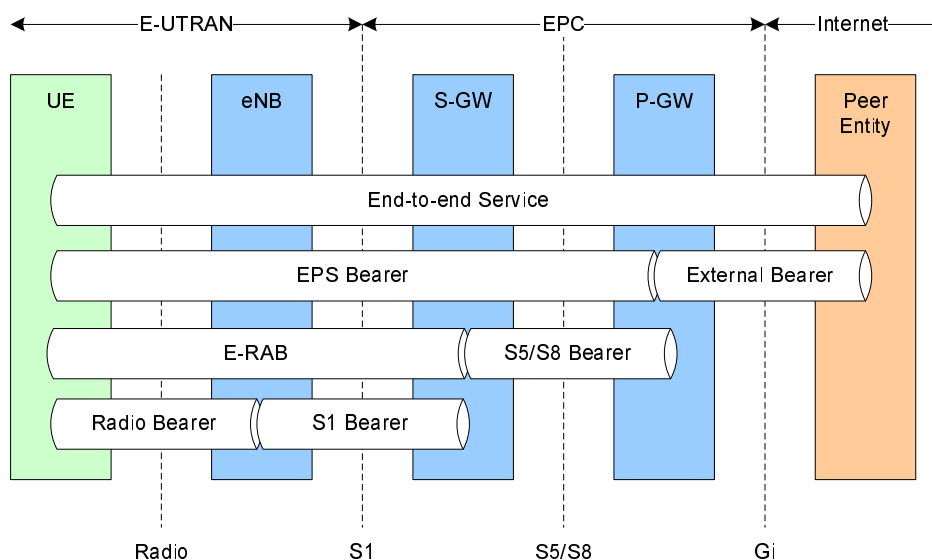 E-UTRAN
EPC
Internet
UE
eNB
S-GW
P-GW
Peer
Entity
End-to-end Service
EPS Bearer
External Bearer
E-RAB
S5/S8 Bearer
Radio Bearer
S1 Bearer
Radio
S1
S5/S8
Gi